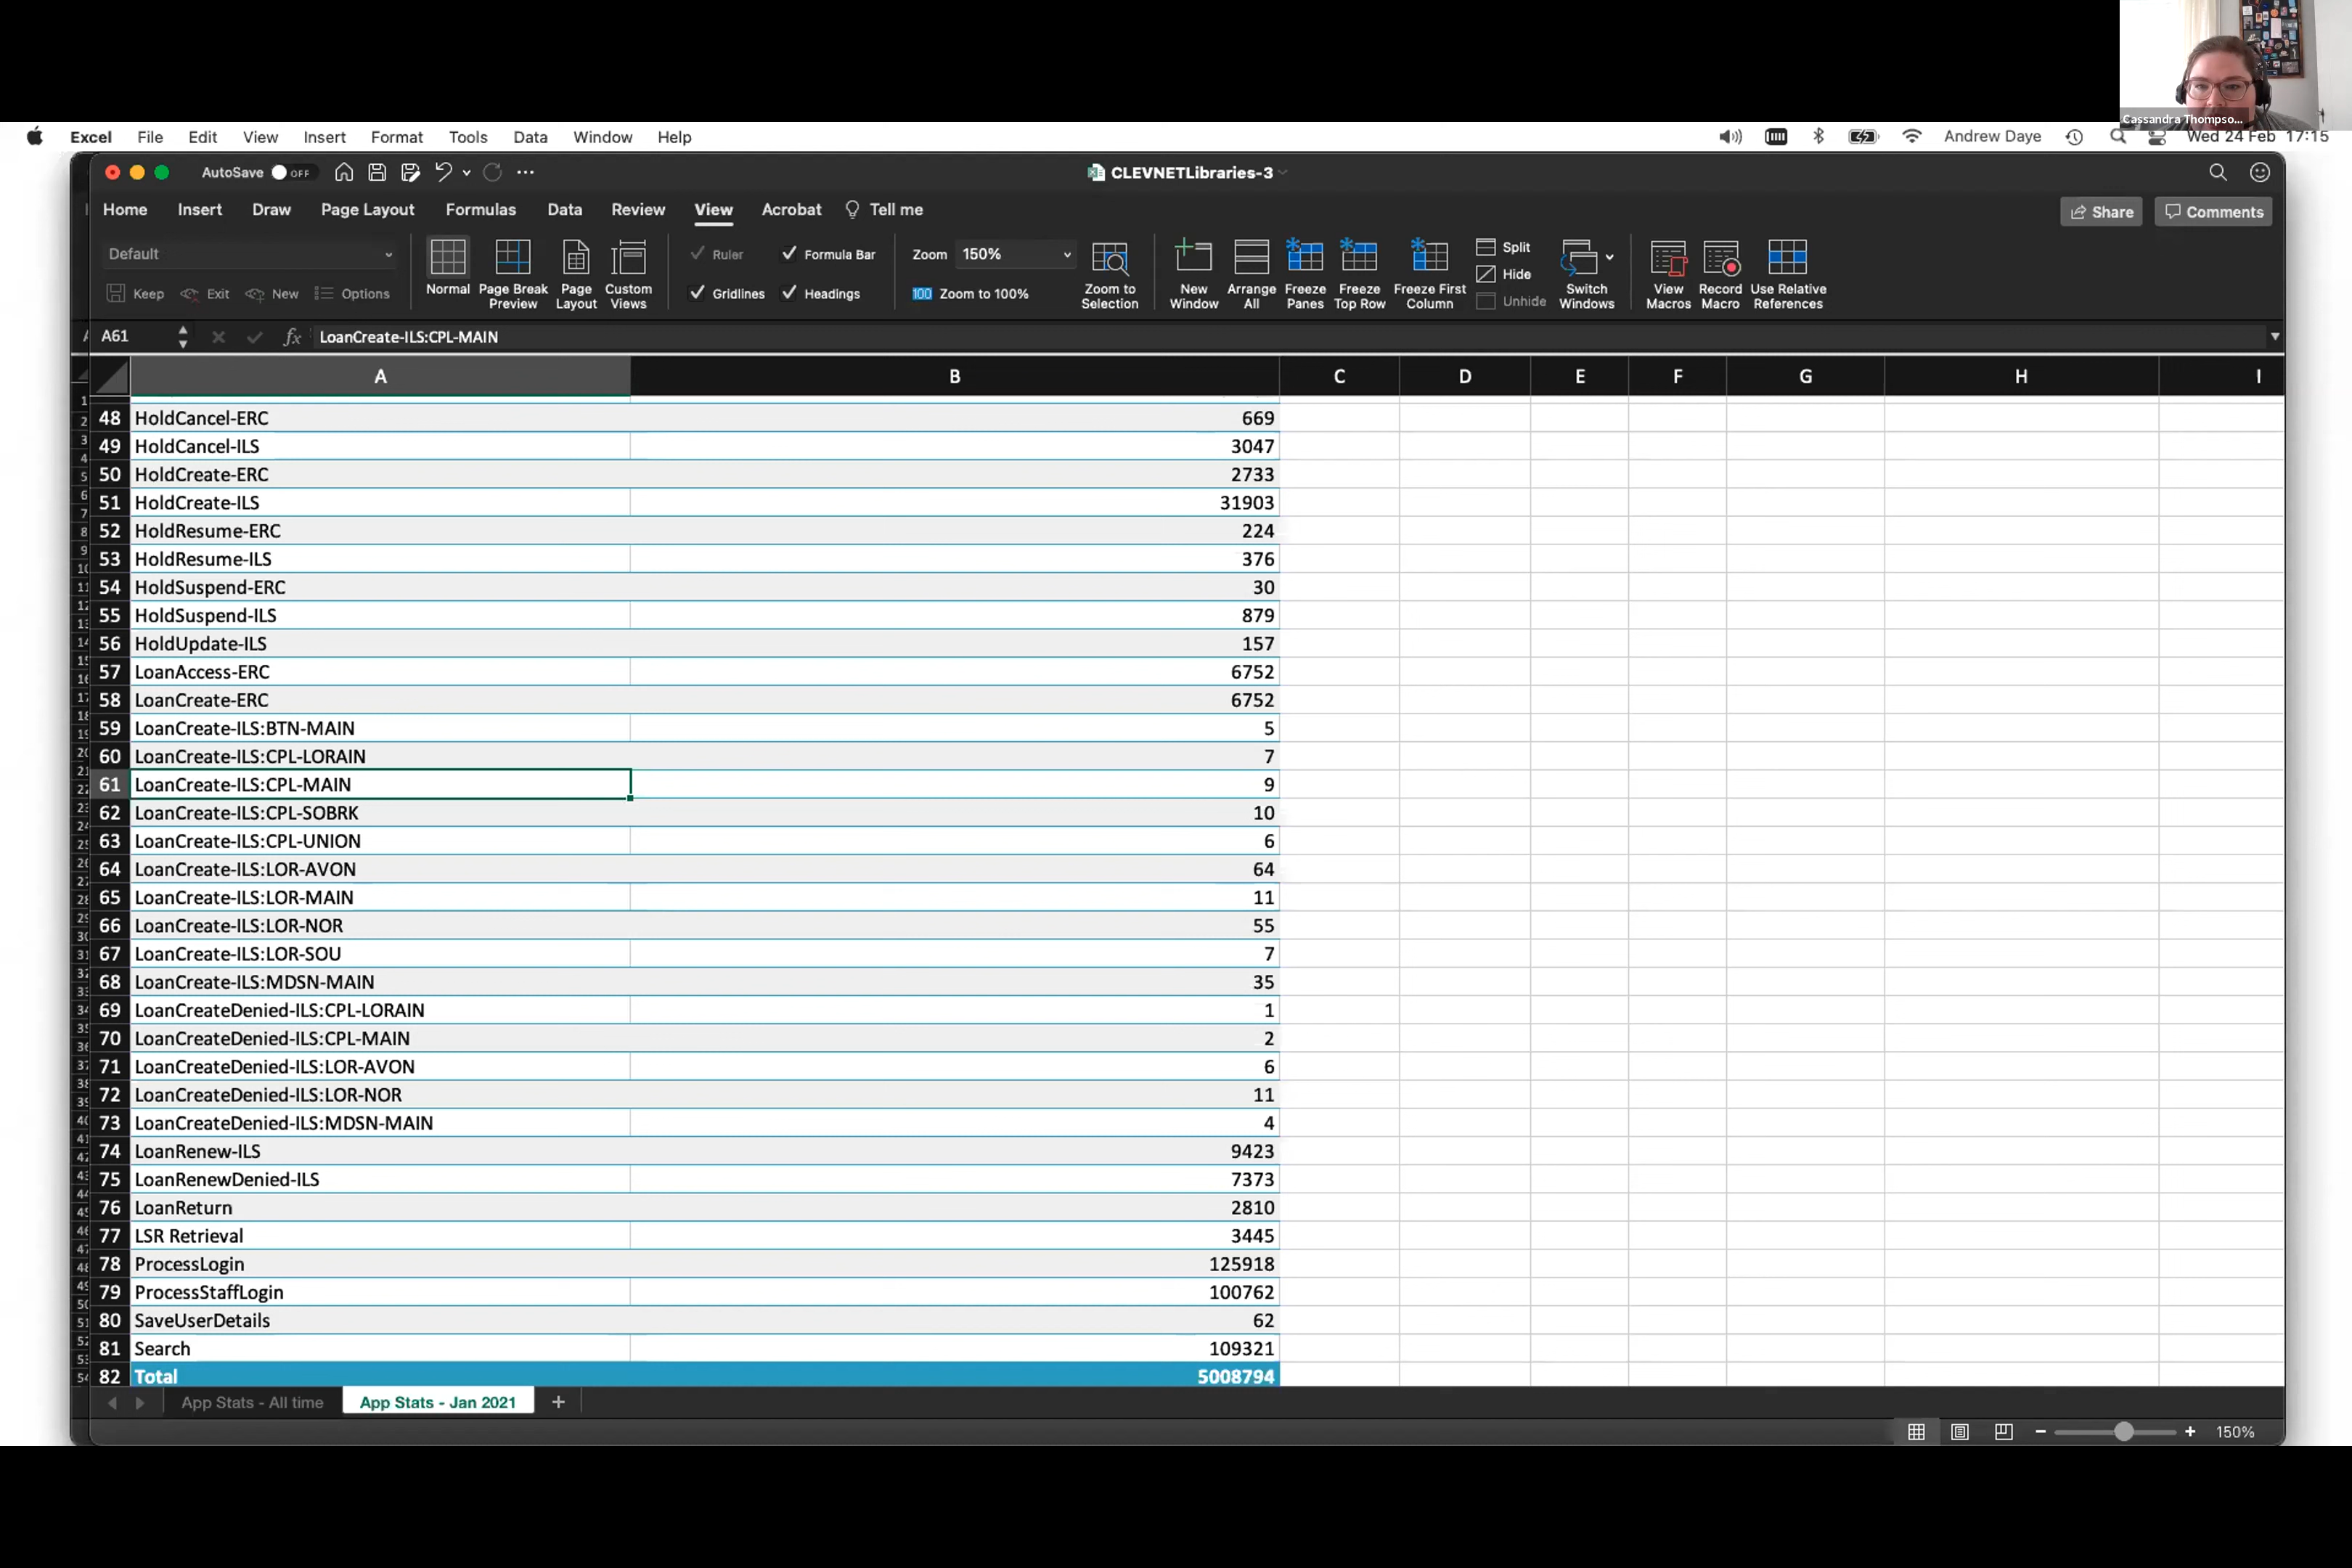 Cassandra Thompso...
Excel File Edit View Insert Format Tools Data Window Help Andrew Daye Wed 24 Feb 17:15
AutoSave OFF CLEVNETLibraries-3
Home Insert Draw Page Layout Formulas Data Review View Acrobat Tell me Share Comments
Default Ruler Formula Bar Zoom 150%
Keep Exit New Options Gridlines Headings 100 Zoom to 100%
Normal Page Break Preview Page Layout Custom Views Zoom to Selection New Window Arrange All Freeze Panes Freeze Top Row Freeze First Column Split Hide Unhide Switch Windows View Macros Record Macro Use Relative References
A61 fx LoanCreate-ILS:CPL-MAIN
A B C D E F G H I
48 HoldCancel-ERC 669
49 HoldCancel-ILS 3047
50 HoldCreate-ERC 2733
51 HoldCreate-ILS 31903
52 HoldResume-ERC 224
53 HoldResume-ILS 376
54 HoldSuspend-ERC 30
55 HoldSuspend-ILS 879
56 HoldUpdate-ILS 157
57 LoanAccess-ERC 6752
58 LoanCreate-ERC 6752
59 LoanCreate-ILS:BTN-MAIN 5
60 LoanCreate-ILS:CPL-LORAIN 7
61 LoanCreate-ILS:CPL-MAIN 9
62 LoanCreate-ILS:CPL-SOBRK 10
63 LoanCreate-ILS:CPL-UNION 6
64 LoanCreate-ILS:LOR-AVON 64
65 LoanCreate-ILS:LOR-MAIN 11
66 LoanCreate-ILS:LOR-NOR 55
67 LoanCreate-ILS:LOR-SOU 7
68 LoanCreate-ILS:MDSN-MAIN 35
69 LoanCreateDenied-ILS:CPL-LORAIN 1
70 LoanCreateDenied-ILS:CPL-MAIN 2
71 LoanCreateDenied-ILS:LOR-AVON 6
72 LoanCreateDenied-ILS:LOR-NOR 11
73 LoanCreateDenied-ILS:MDSN-MAIN 4
74 LoanRenew-ILS 9423
75 LoanRenewDenied-ILS 7373
76 LoanReturn 2810
77 LSR Retrieval 3445
78 ProcessLogin 125918
79 ProcessStaffLogin 100762
80 SaveUserDetails 62
81 Search 109321
82 Total 5008794
App Stats - All time App Stats - Jan 2021
150%